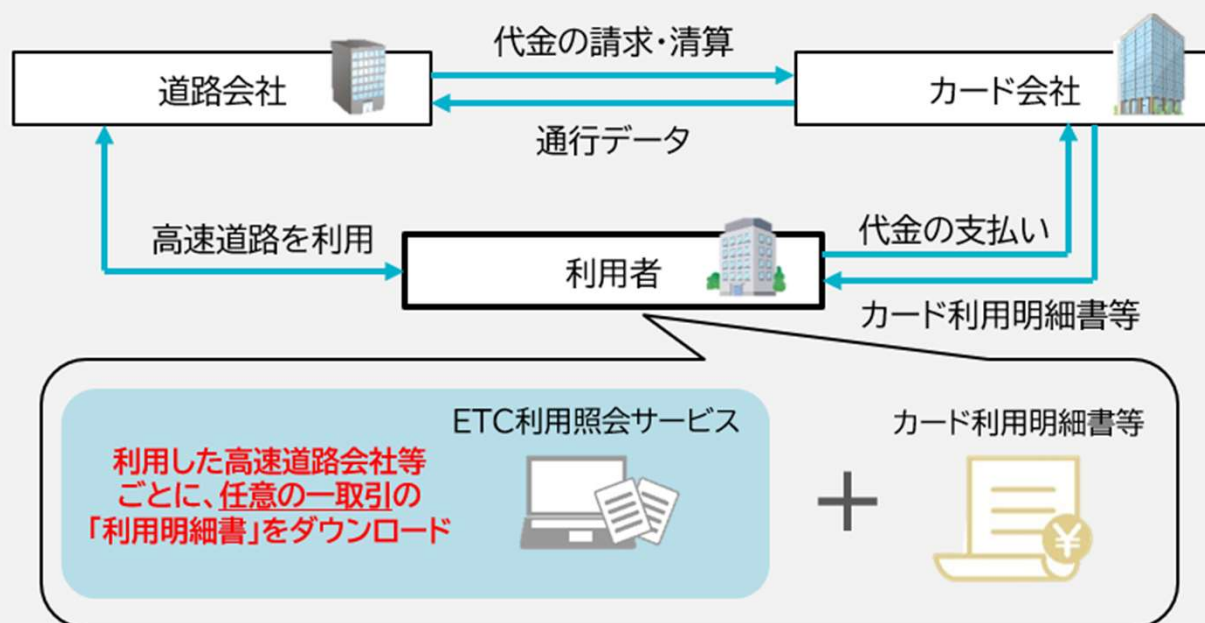 代金の請求・清算
道路会社
カード会社
通行データ
高速道路を利用
代金の支払い
利用者
カード利用明細書等
ETC利用照会サービス
カード利用明細書等
利用した高速道路会社等
ごとに、任意の一取引の
「利用明細書」をダウンロード
+
¥